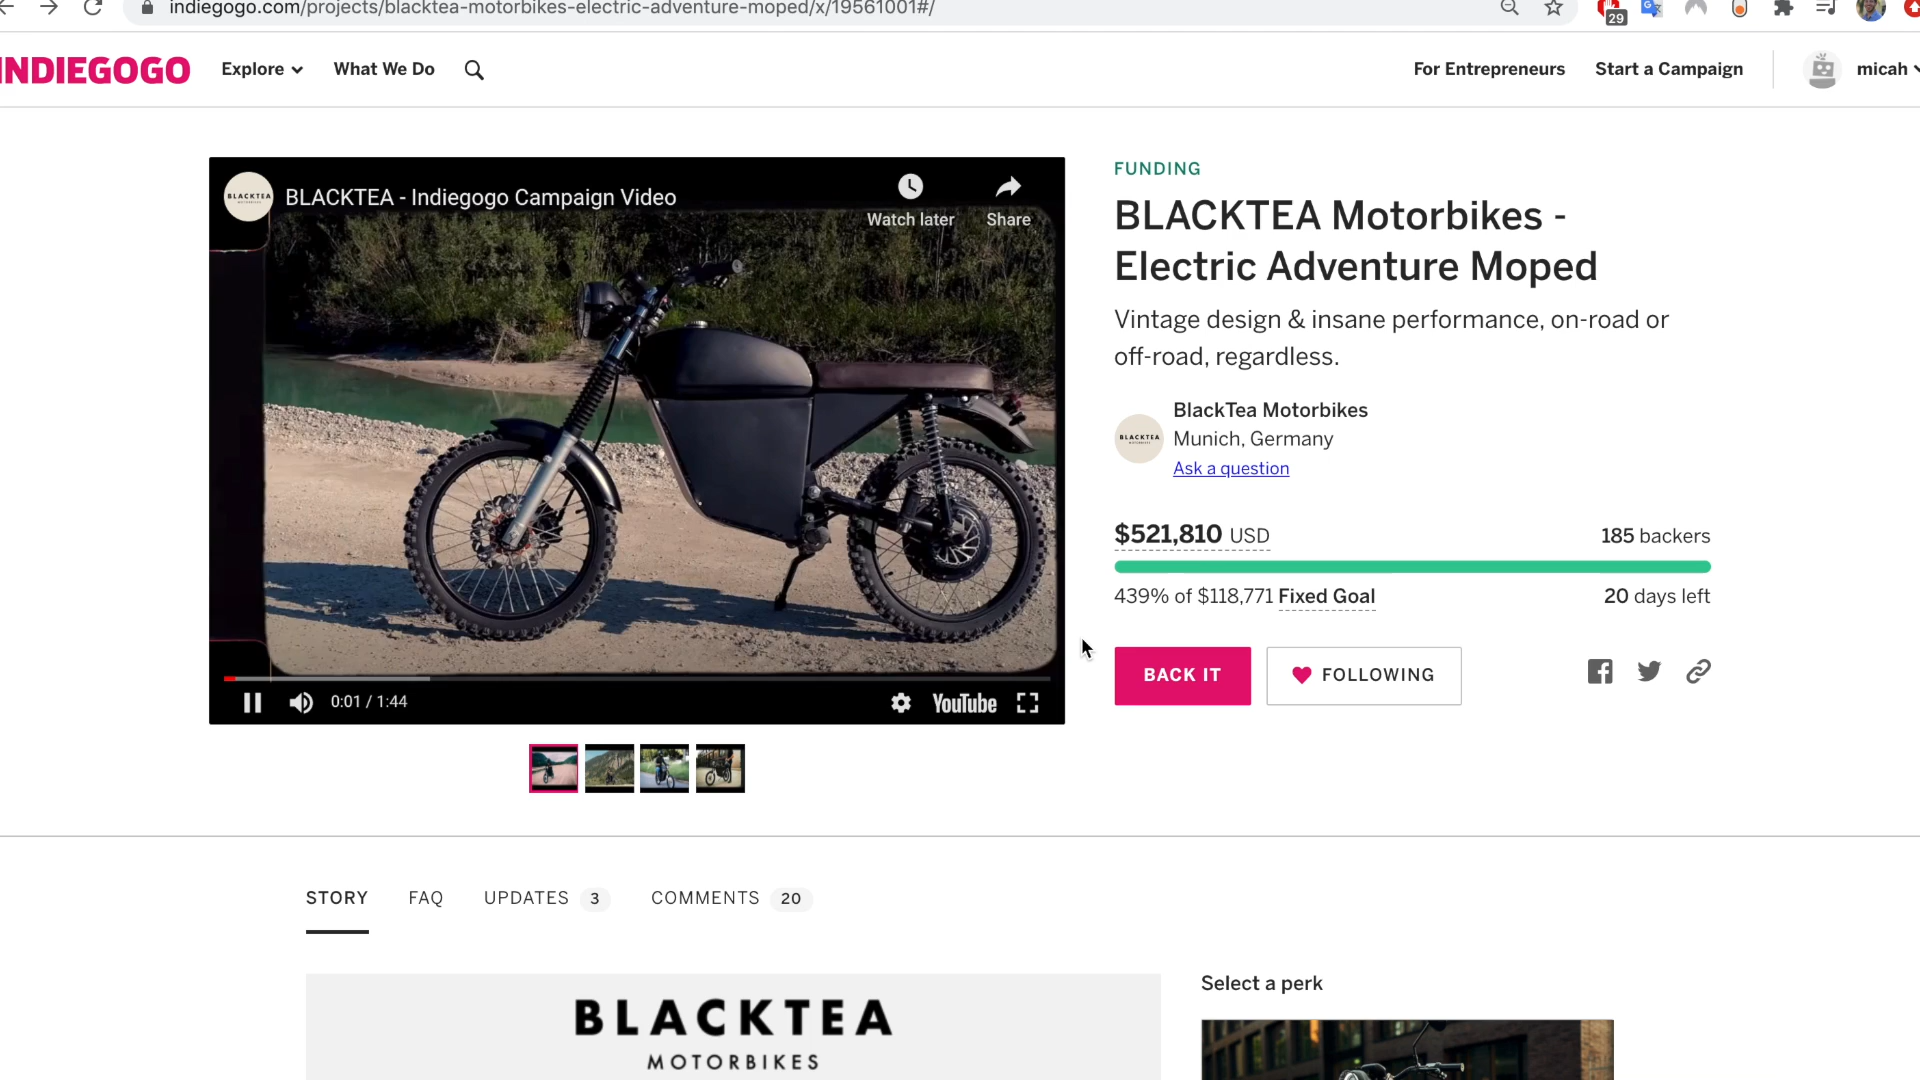 indiegogo.com/projects/blacktea-motorbikes-electric-adventure-moped/x/19561001#/
29
INDIEGOGO
Explore
What We Do
For Entrepreneurs
Start a Campaign
micah
BLACKTEA
BLACKTEA - Indiegogo Campaign Video
Watch later
Share
0:01 / 1:44
YouTube
FUNDING
BLACKTEA Motorbikes -
Electric Adventure Moped
Vintage design & insane performance, on-road or
off-road, regardless.
BLACKTEA
BlackTea Motorbikes
Munich, Germany
Ask a question
$521,810 USD
185 backers
439% of $118,771 Fixed Goal
20 days left
BACK IT
FOLLOWING
STORY
FAQ
UPDATES 3
COMMENTS 20
BLACKTEA
MOTORBIKES
Select a perk